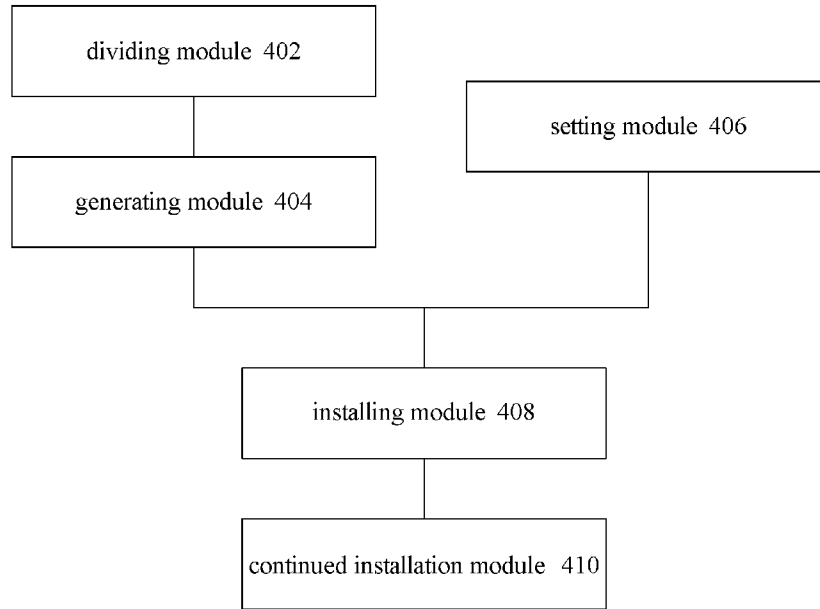 dividing module 402
setting module 406
generating module 404
installing module 408
continued installation module 410